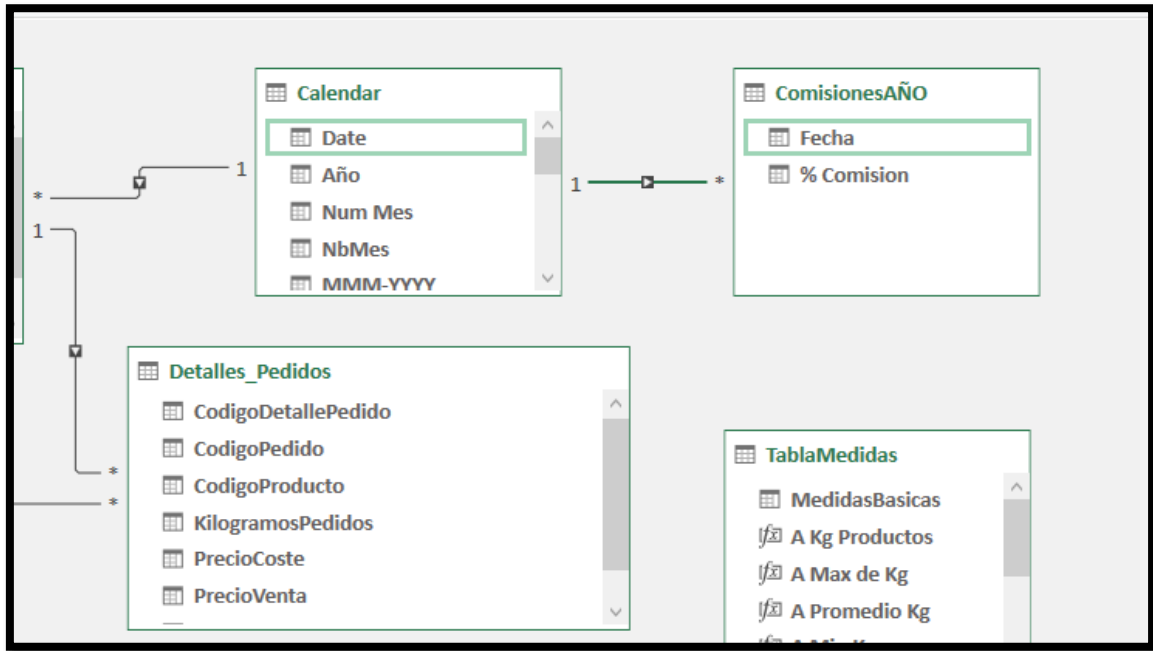 Calendar
Date
Año
Num Mes
NbMes
MMM-YYYY
1
*
1
1
*
ComisionesAÑO
Fecha
% Comision
Detalles_Pedidos
CodigoDetallePedido
CodigoPedido
CodigoProducto
KilogramosPedidos
PrecioCoste
PrecioVenta
*
*
TablaMedidas
MedidasBasicas
A Kg Productos
A Max de Kg
A Promedio Kg